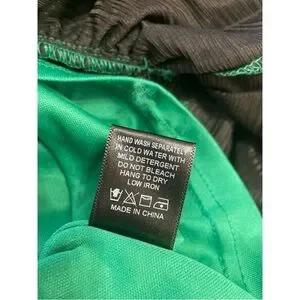 HAND WASH SEPARATELY
IN COLD WATER WITH
MILD DETERGENT
DO NOT BLEACH
HANG TO DRY
LOW IRON
MADE IN CHINA